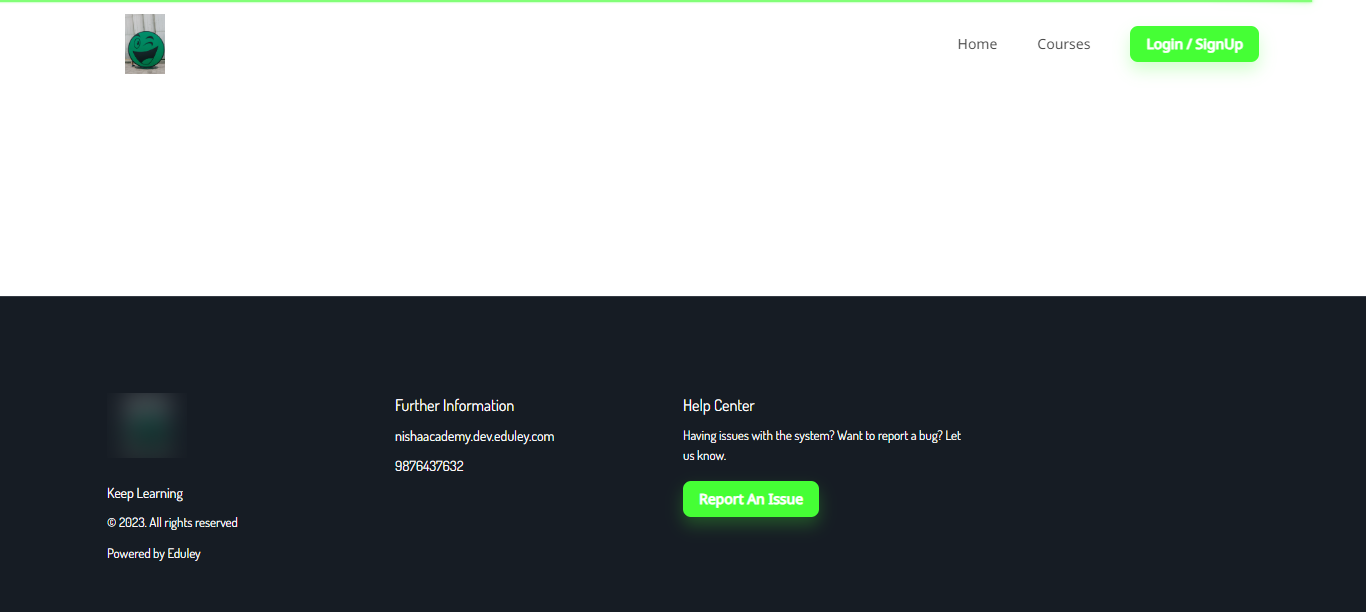 Home
Courses
Login / SignUp
Keep Learning
© 2023. All rights reserved
Powered by Eduley
Further Information
nishaacademy.dev.eduley.com
9876437632
Help Center
Having issues with the system? Want to report a bug? Let
us know.
Report An Issue